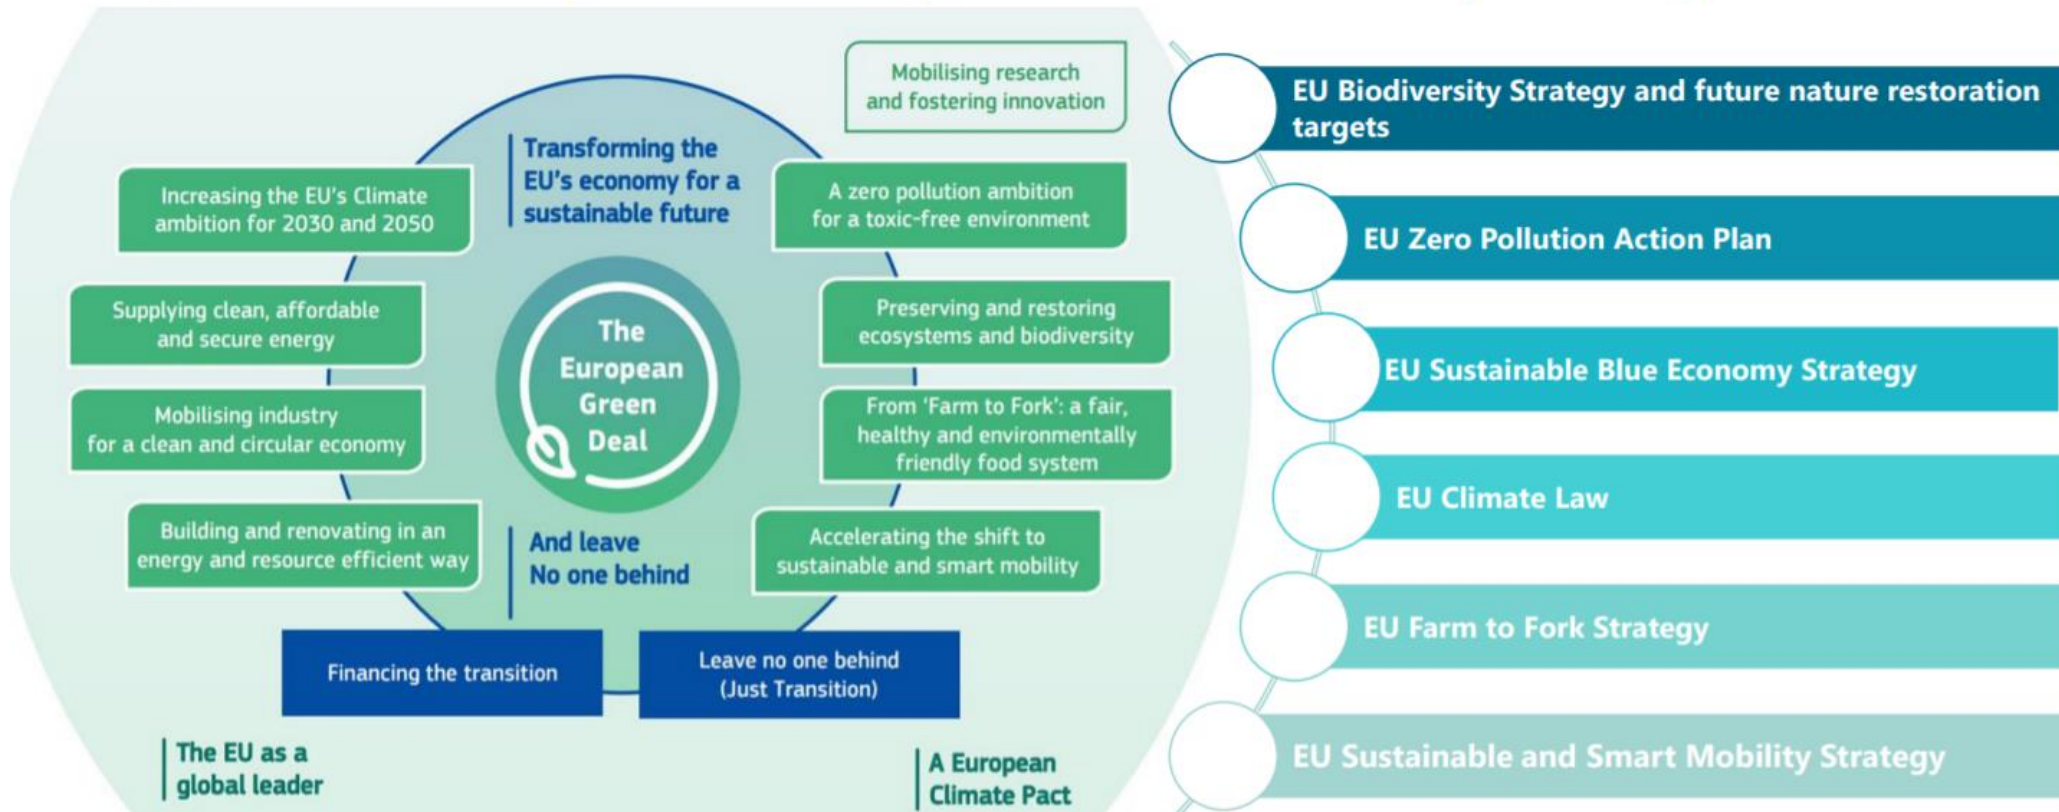 Mobilising research
and fostering innovation
Transforming the
EU's economy for a
sustainable future
Increasing the EU's Climate
ambition for 2030 and 2050
A zero pollution ambition
for a toxic-free environment
Supplying clean, affordable
and secure energy
Preserving and restoring
ecosystems and biodiversity
The
European
Green
Deal
Mobilising industry
for a clean and circular economy
From 'Farm to Fork': a fair,
healthy and environmentally
friendly food system
Building and renovating in an
energy and resource efficient way
And leave
No one behind
Accelerating the shift to
sustainable and smart mobility
Financing the transition
Leave no one behind
(Just Transition)
The EU as a
global leader
A European
Climate Pact
EU Biodiversity Strategy and future nature restoration
targets
EU Zero Pollution Action Plan
EU Sustainable Blue Economy Strategy
EU Climate Law
EU Farm to Fork Strategy
EU Sustainable and Smart Mobility Strategy